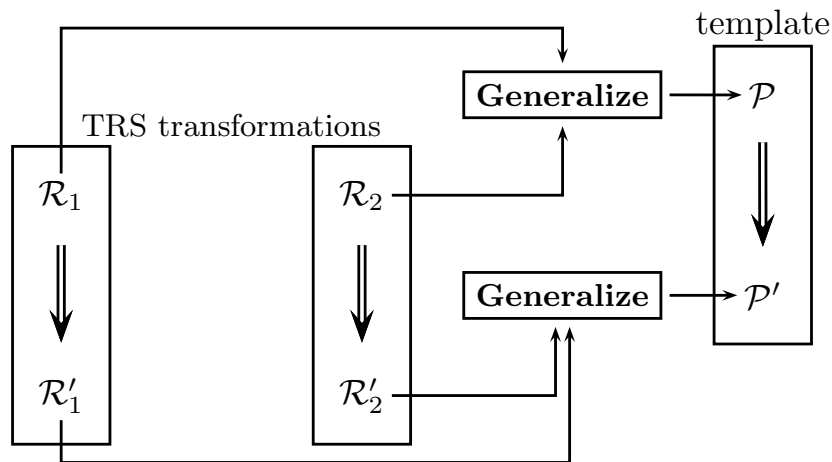 template
Generalize
𝒫
TRS transformations
ℛ₁
ℛ₂
Generalize
𝒫′
ℛ′₁
ℛ′₂